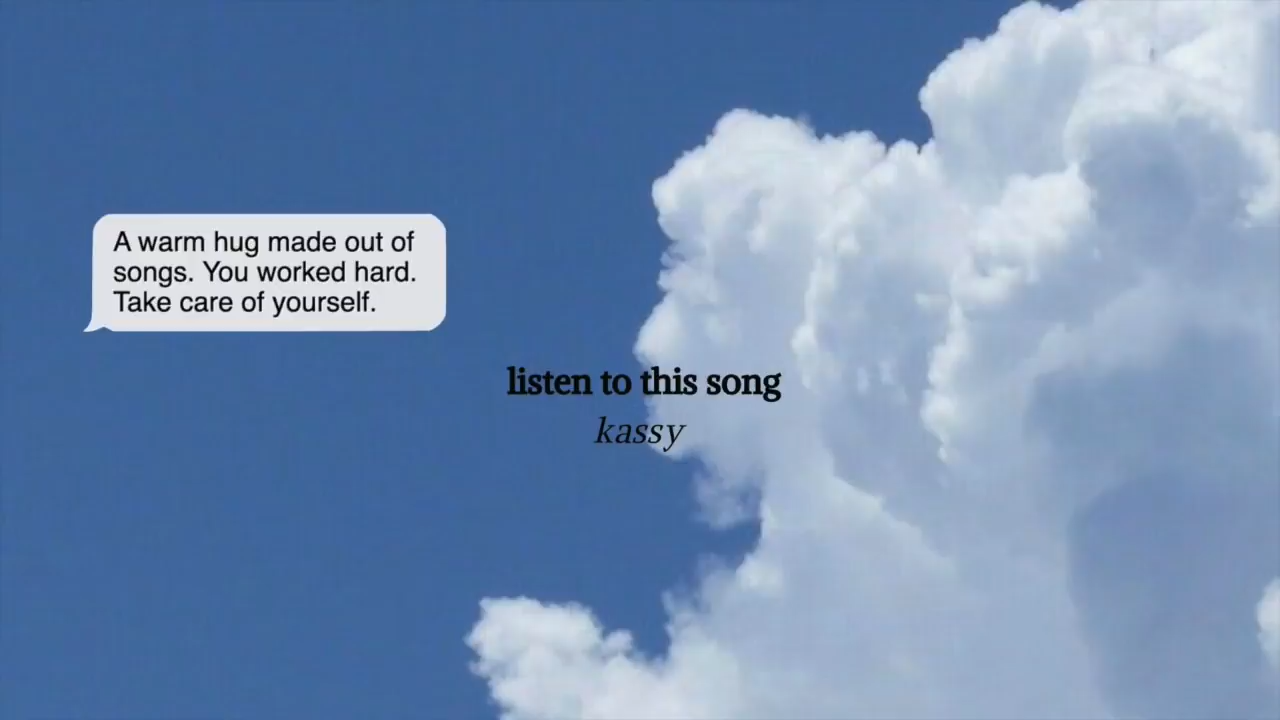 A warm hug made out of
songs. You worked hard.
Take care of yourself.
listen to this song
kassy